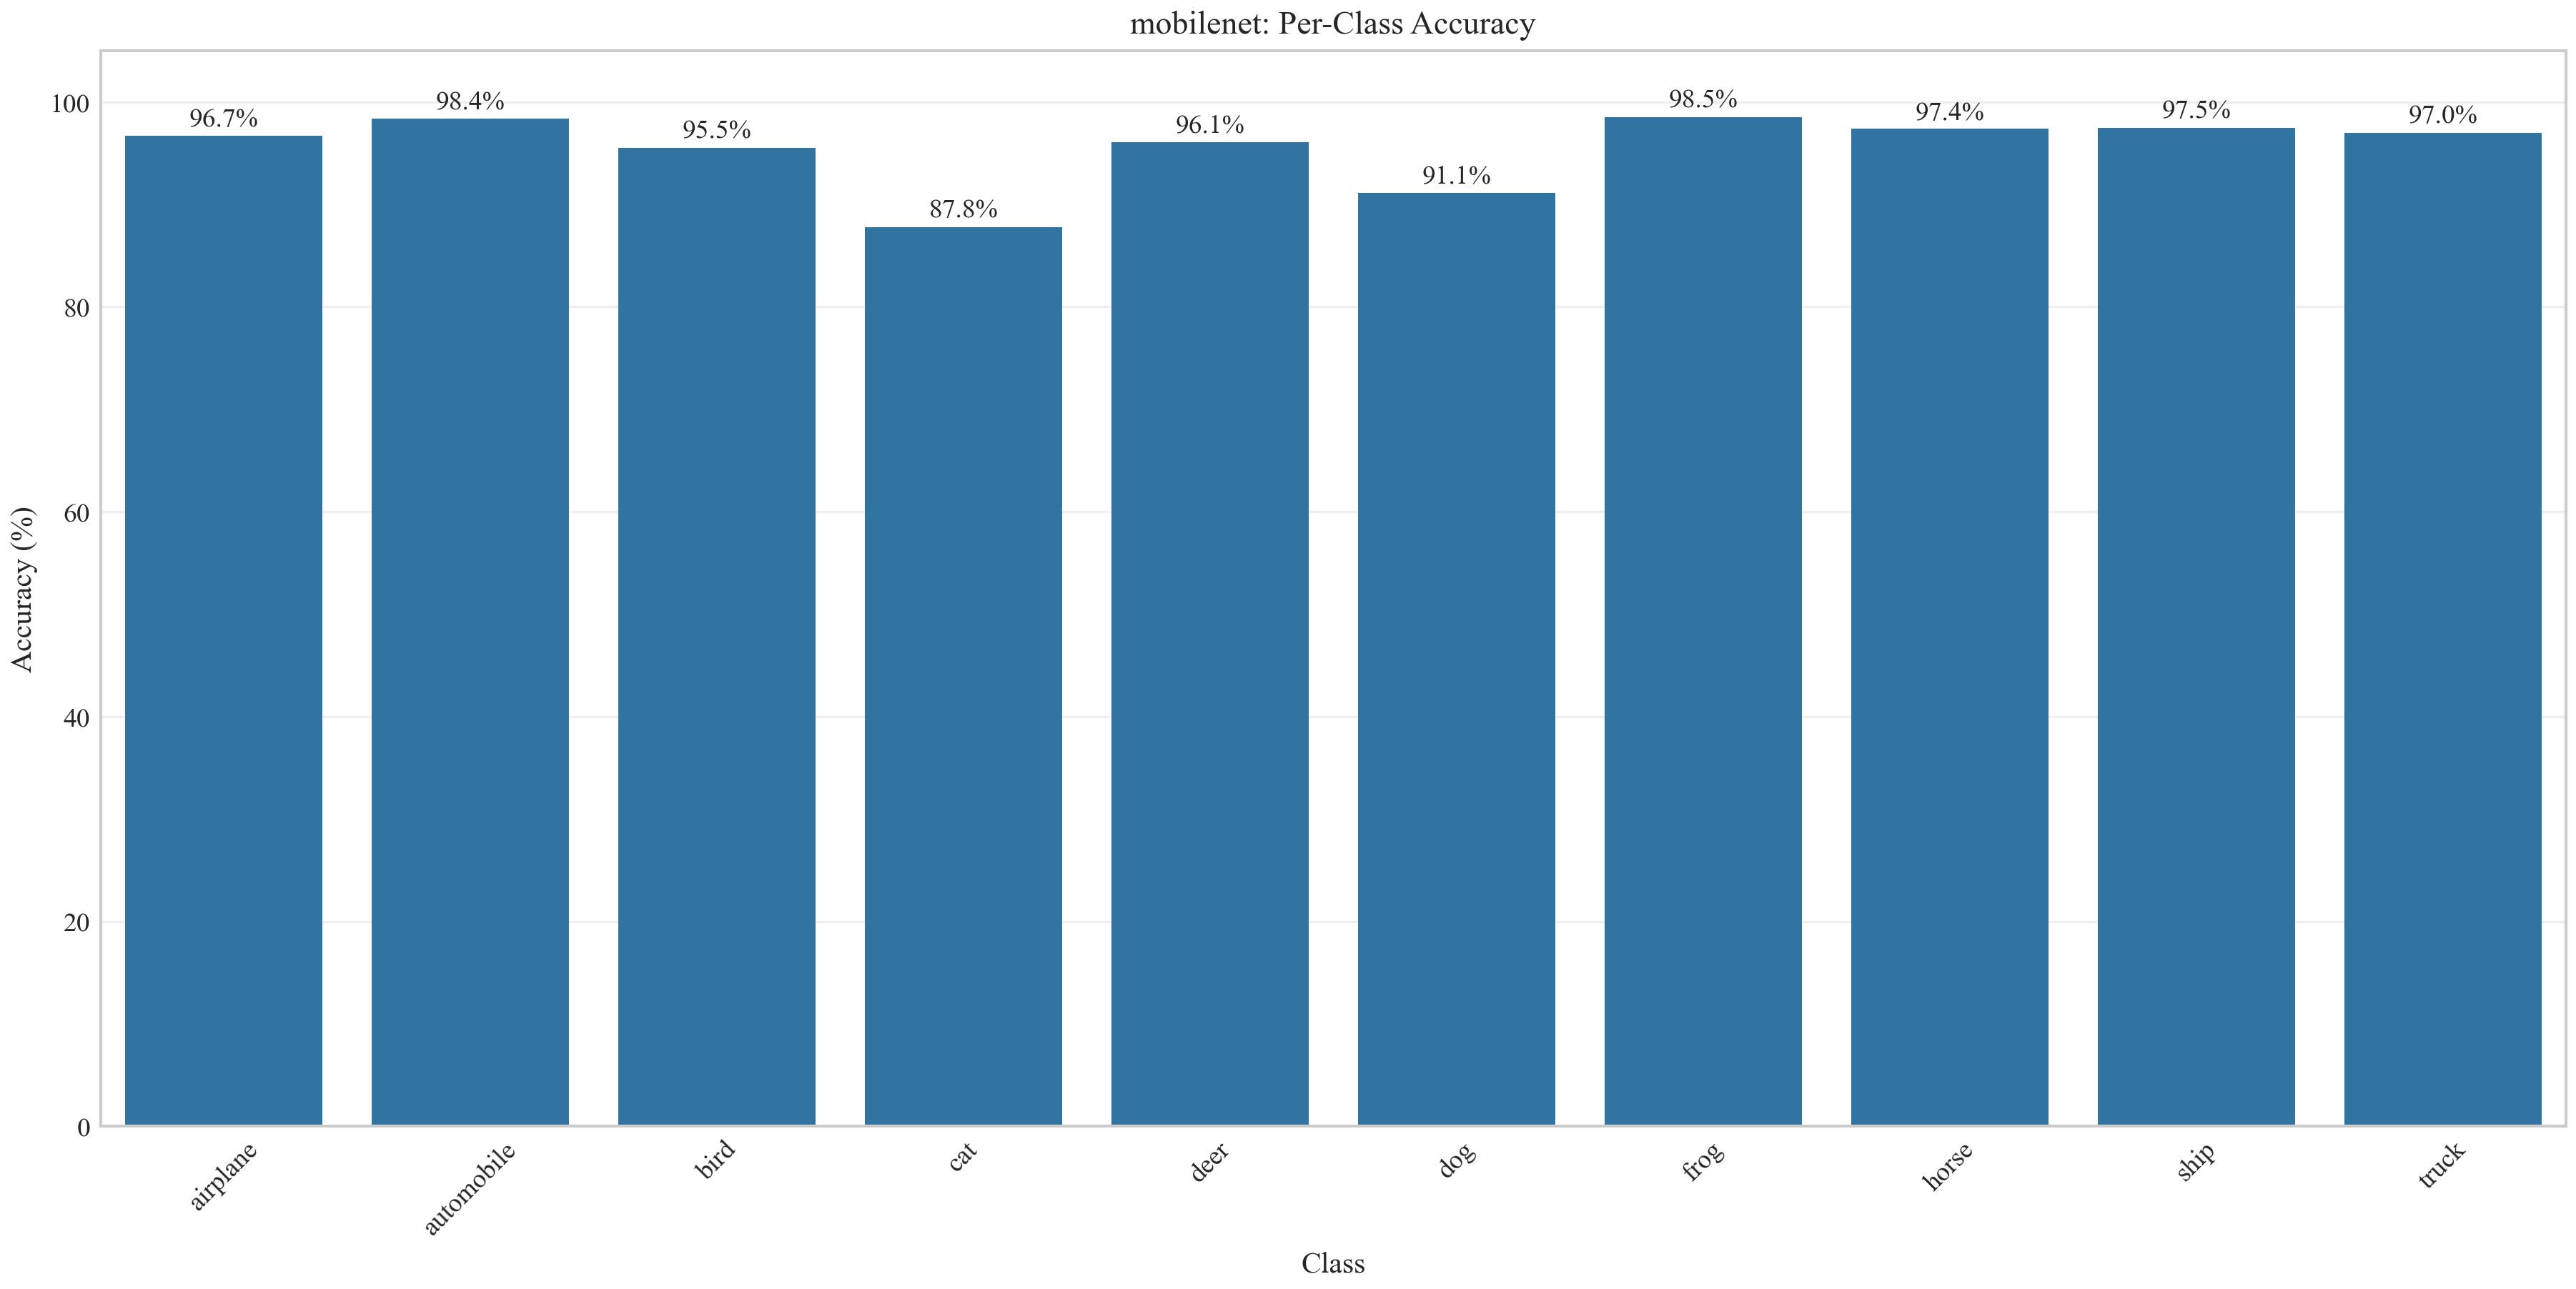 mobilenet: Per-Class Accuracy
Accuracy (%)
100
80
60
40
20
0
96.7%
98.4%
95.5%
87.8%
96.1%
91.1%
98.5%
97.4%
97.5%
97.0%
airplane
automobile
bird
cat
deer
dog
frog
horse
ship
truck
Class